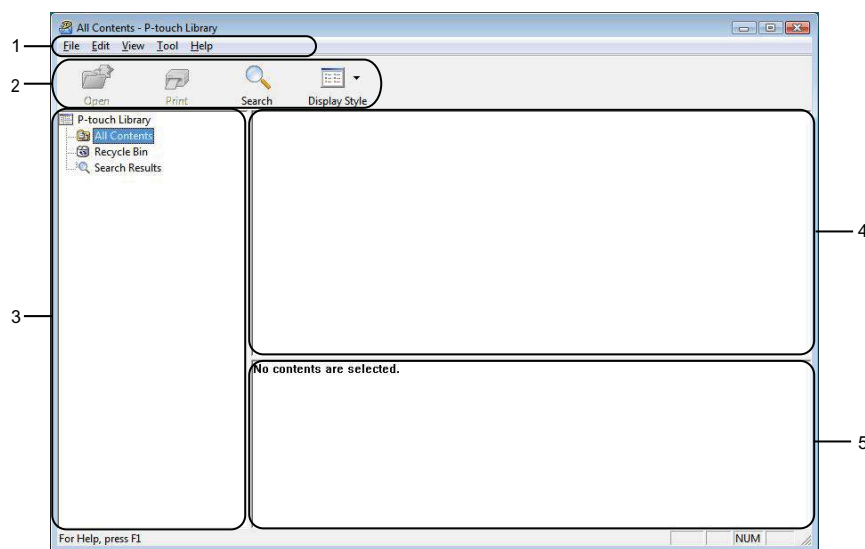 All Contents - P-touch Library
1
File Edit View Tool Help
2
Open Print Search Display Style
P-touch Library
All Contents
Recycle Bin
Search Results
4
3
No contents are selected.
5
For Help, press F1 NUM